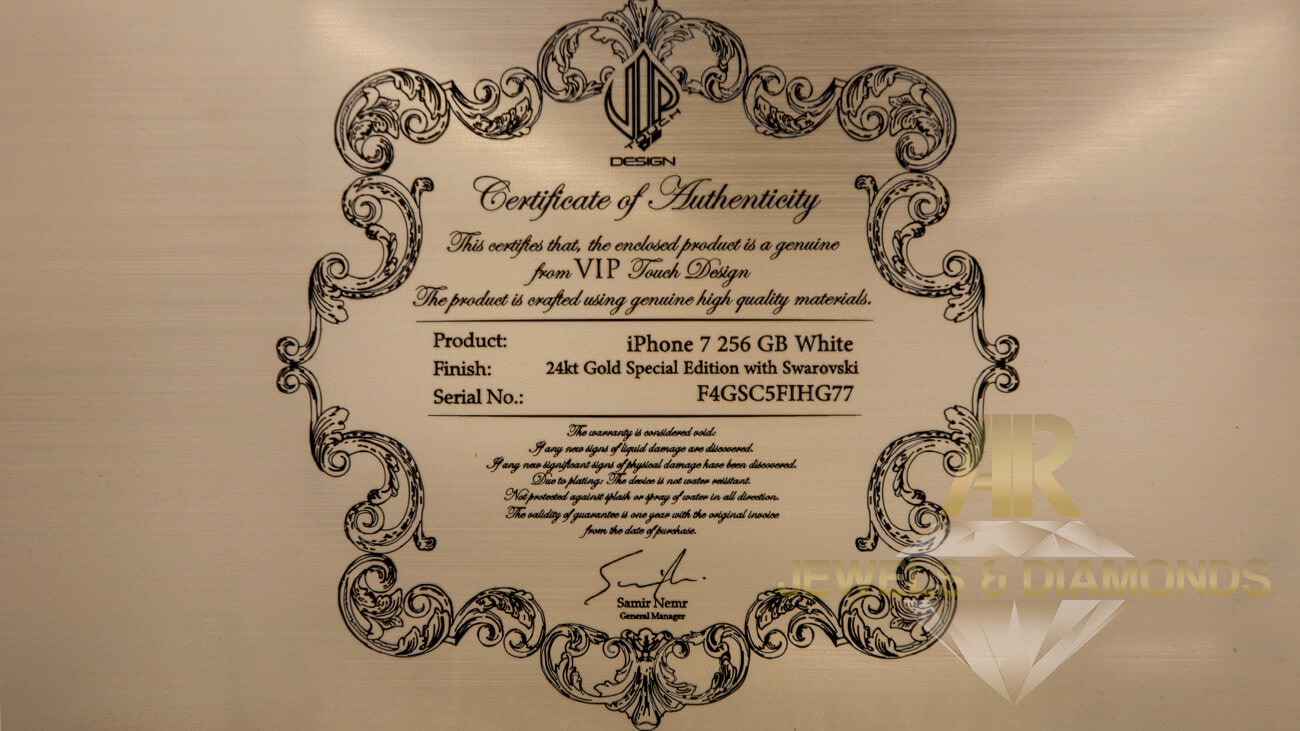 VIP
TOUCH
DESIGN
Certificate of Authenticity
This certifies that, the enclosed product is a genuine
from VIP Touch Design
The product is crafted using genuine high quality materials.
Product: iPhone 7 256 GB White
Finish: 24kt Gold Special Edition with Swarovski
Serial No.: F4GSC5FIHG77
The warranty is considered void:
If any new signs of liquid damage are discovered.
If any new significant signs of physical damage have been discovered.
Due to plating: The device is not water resistant.
Not protected against splash or spray of water in all direction.
The validity of guarantee is one year with the original invoice
from the date of purchase.
Samir Nemr
General Manager
AR
JEWELS & DIAMONDS